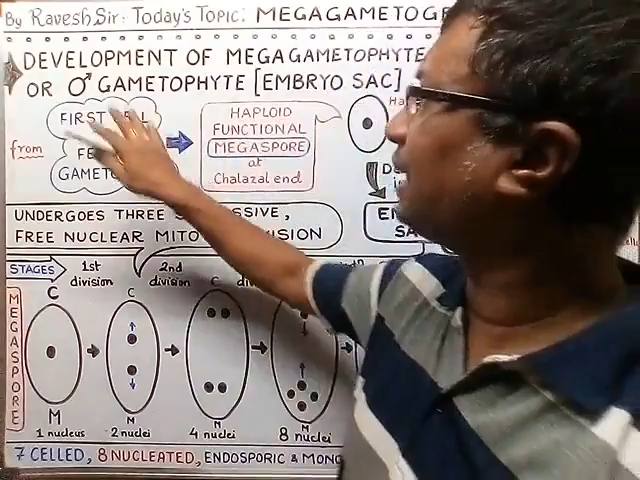 By Ravesh Sir: Today's Topic: MEGAGAMETOG
DEVELOPMENT OF MEGAGAMETOPHYTE
OR ♂ GAMETOPHYTE [EMBRYO SAC]
FIRST
from
HAPLOID
FUNCTIONAL
MEGASPORE
at
Chalazal end
UNDERGOES THREE
FREE NUCLEAR
STAGES
1st
division
2nd
division
MEGASPORE
C
C
C
M
M
M
M
1 nucleus
2 nuclei
4 nuclei
8 nuclei
7 CELLED, 8 NUCLEATED, ENDOSPORIC & MONO